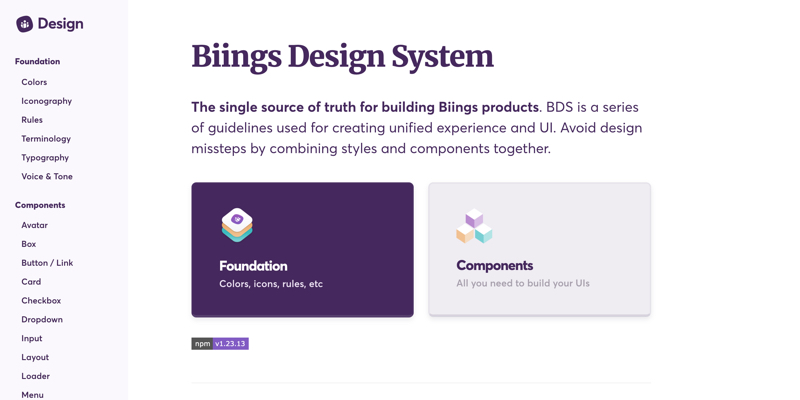 Design
Foundation
Colors
Iconography
Rules
Terminology
Typography
Voice & Tone
Components
Avatar
Box
Button / Link
Card
Checkbox
Dropdown
Input
Layout
Loader
Menu
Biings Design System
The single source of truth for building Biings products. BDS is a series
of guidelines used for creating unified experience and UI. Avoid design
missteps by combining styles and components together.
Foundation
Colors, icons, rules, etc
Components
All you need to build your UIs
npm v1.23.13